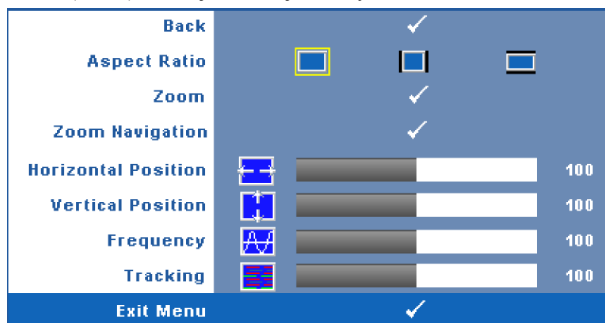 Back
Aspect Ratio
Zoom
Zoom Navigation
Horizontal Position 100
Vertical Position 100
Frequency 100
Tracking 100
Exit Menu